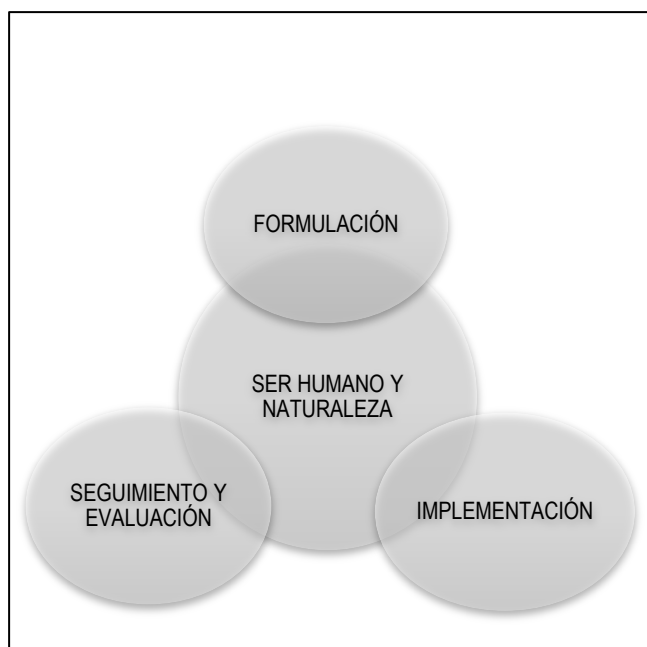 FORMULACIÓN
SER HUMANO Y
NATURALEZA
SEGUIMIENTO Y
EVALUACIÓN
IMPLEMENTACIÓN